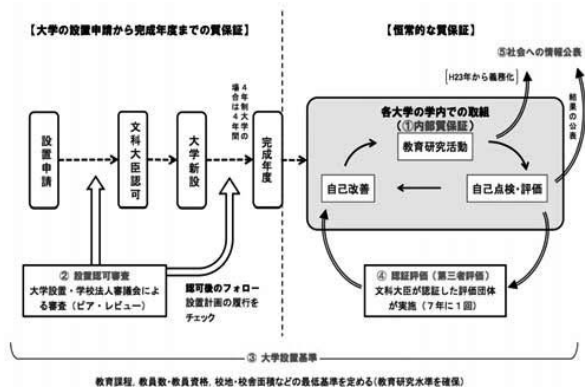 【大学の設置申請から完成年度までの質保証】
【恒常的な質保証】
⑤社会への情報公表
[H23年から義務化]
結果の公表
4年制大学の
場合は4年間
設置申請
文科大臣認可
大学新設
完成年度
各大学の学内での取組
(①内部質保証)
教育研究活動
自己改善
自己点検・評価
② 設置認可審査
大学設置・学校法人審議会によ
る審査(ピア・レビュー)
認可後のフォロー
設置計画の履行を
チェック
④ 認証評価(第三者評価)
文科大臣が認証した評価団体
が実施(7年に1回)
③ 大学設置基準
教育課程, 教員数・教員資格, 校地・校舎面積などの最低基準を定める(教育研究水準を確保)